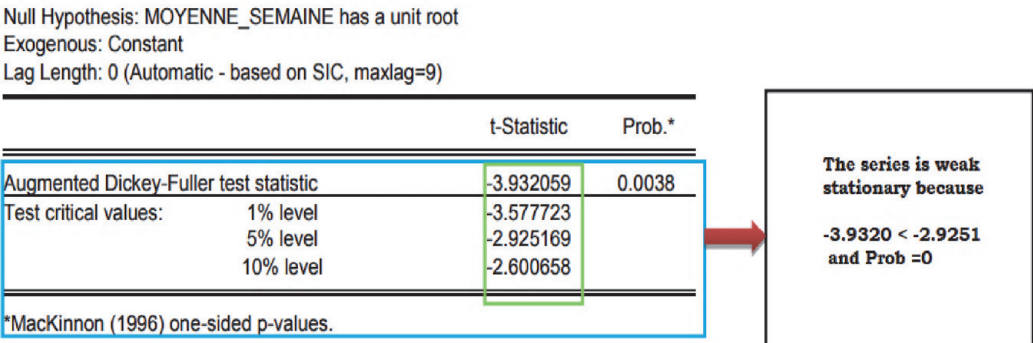 Null Hypothesis: MOYENNE_SEMAINE has a unit root
Exogenous: Constant
Lag Length: 0 (Automatic - based on SIC, maxlag=9)
t-Statistic Prob.*
Augmented Dickey-Fuller test statistic -3.932059 0.0038
Test critical values: 1% level -3.577723
5% level -2.925169
10% level -2.600658
*MacKinnon (1996) one-sided p-values.
The series is weak
stationary because
-3.9320 < -2.9251
and Prob =0